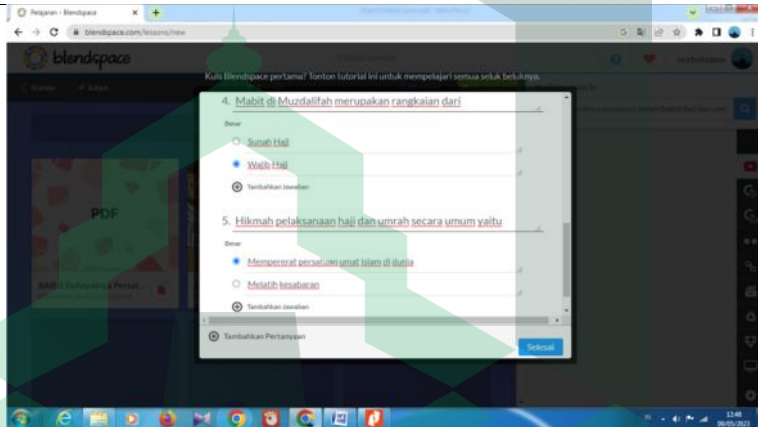 Pelajaran - Blendspace
blendspace.com/lessons/new
blendspace
Kuis Blendspace pertama? Tonton tutorial ini untuk mempelajari semua seluk beluknya.
4. Mabit di Muzdalifah merupakan rangkaian dari
Benar
Sunah Haji
Wajib Haji
Tambahkan Jawaban
PDF
5. Hikmah pelaksanaan haji dan umrah secara umum yaitu
Benar
Mempererat persatuan umat islam di dunia
Melatih kesabaran
Tambahkan Jawaban
Tambahkan Pertanyaan
Selesai
12:48
08/05/2023